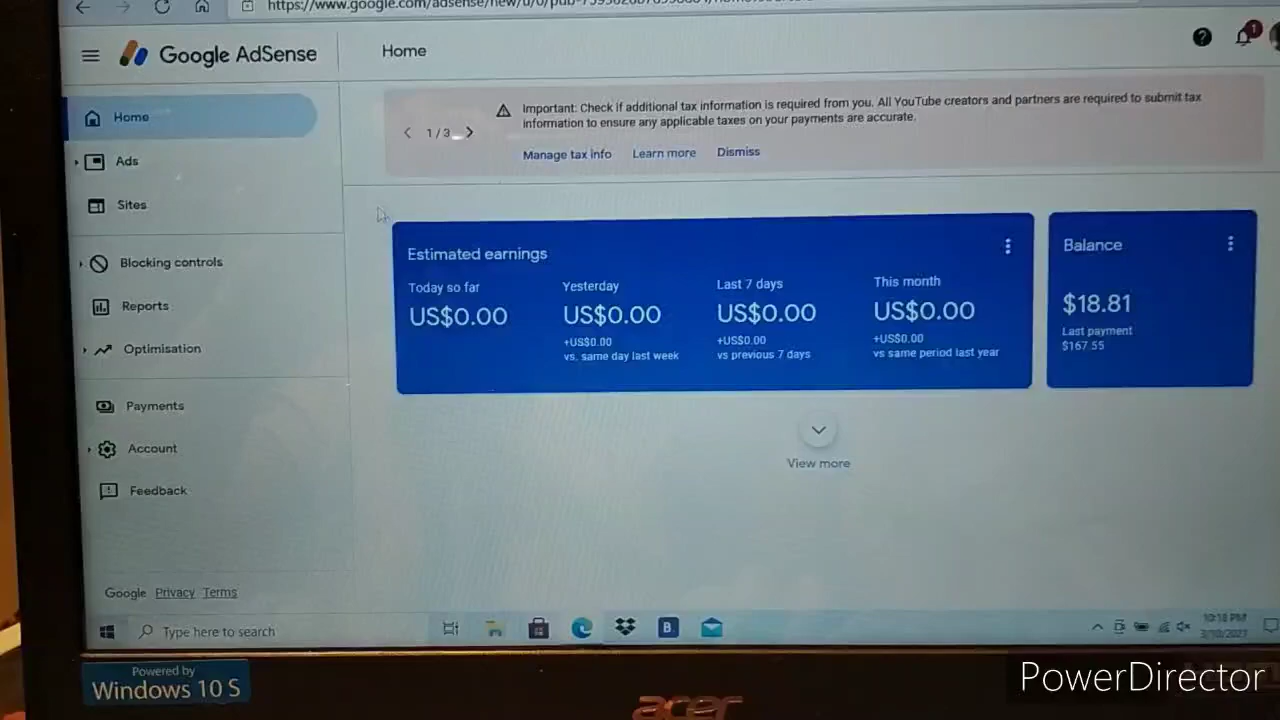 Google AdSense
Home
Home
Ads
Sites
Blocking controls
Reports
Optimisation
Payments
Account
Feedback
Google Privacy Terms
1/3
Important: Check if additional tax information is required from you. All YouTube creators and partners are required to submit tax
information to ensure any applicable taxes on your payments are accurate.
Manage tax info Learn more Dismiss
Estimated earnings
Today so far
US$0.00
Yesterday
US$0.00
+US$0.00
vs. same day last week
Last 7 days
US$0.00
+US$0.00
vs previous 7 days
This month
US$0.00
+US$0.00
vs same period last year
Balance
$18.81
Last payment
$167.55
View more
Type here to search
B
10:18 PM
Powered by
Windows 10 S
acer
PowerDirector